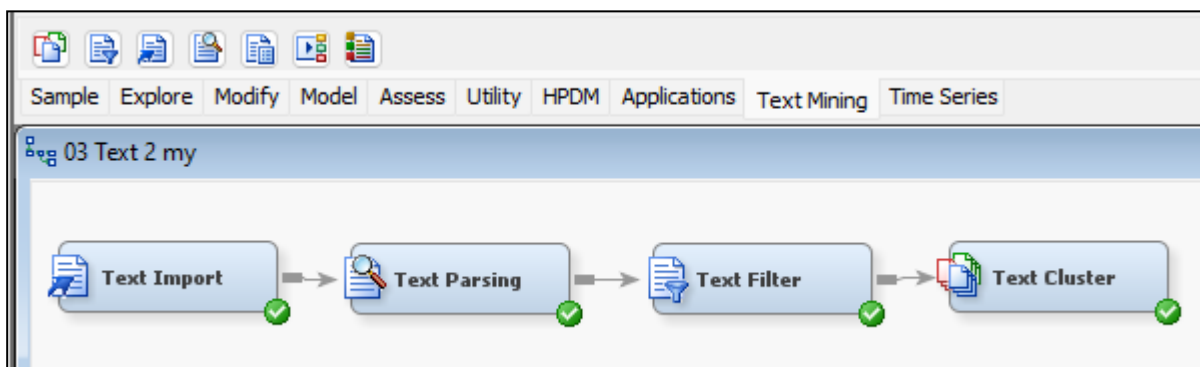 Sample Explore Modify Model Assess Utility HPDM Applications Text Mining Time Series
03 Text 2 my
Text Import Text Parsing Text Filter Text Cluster